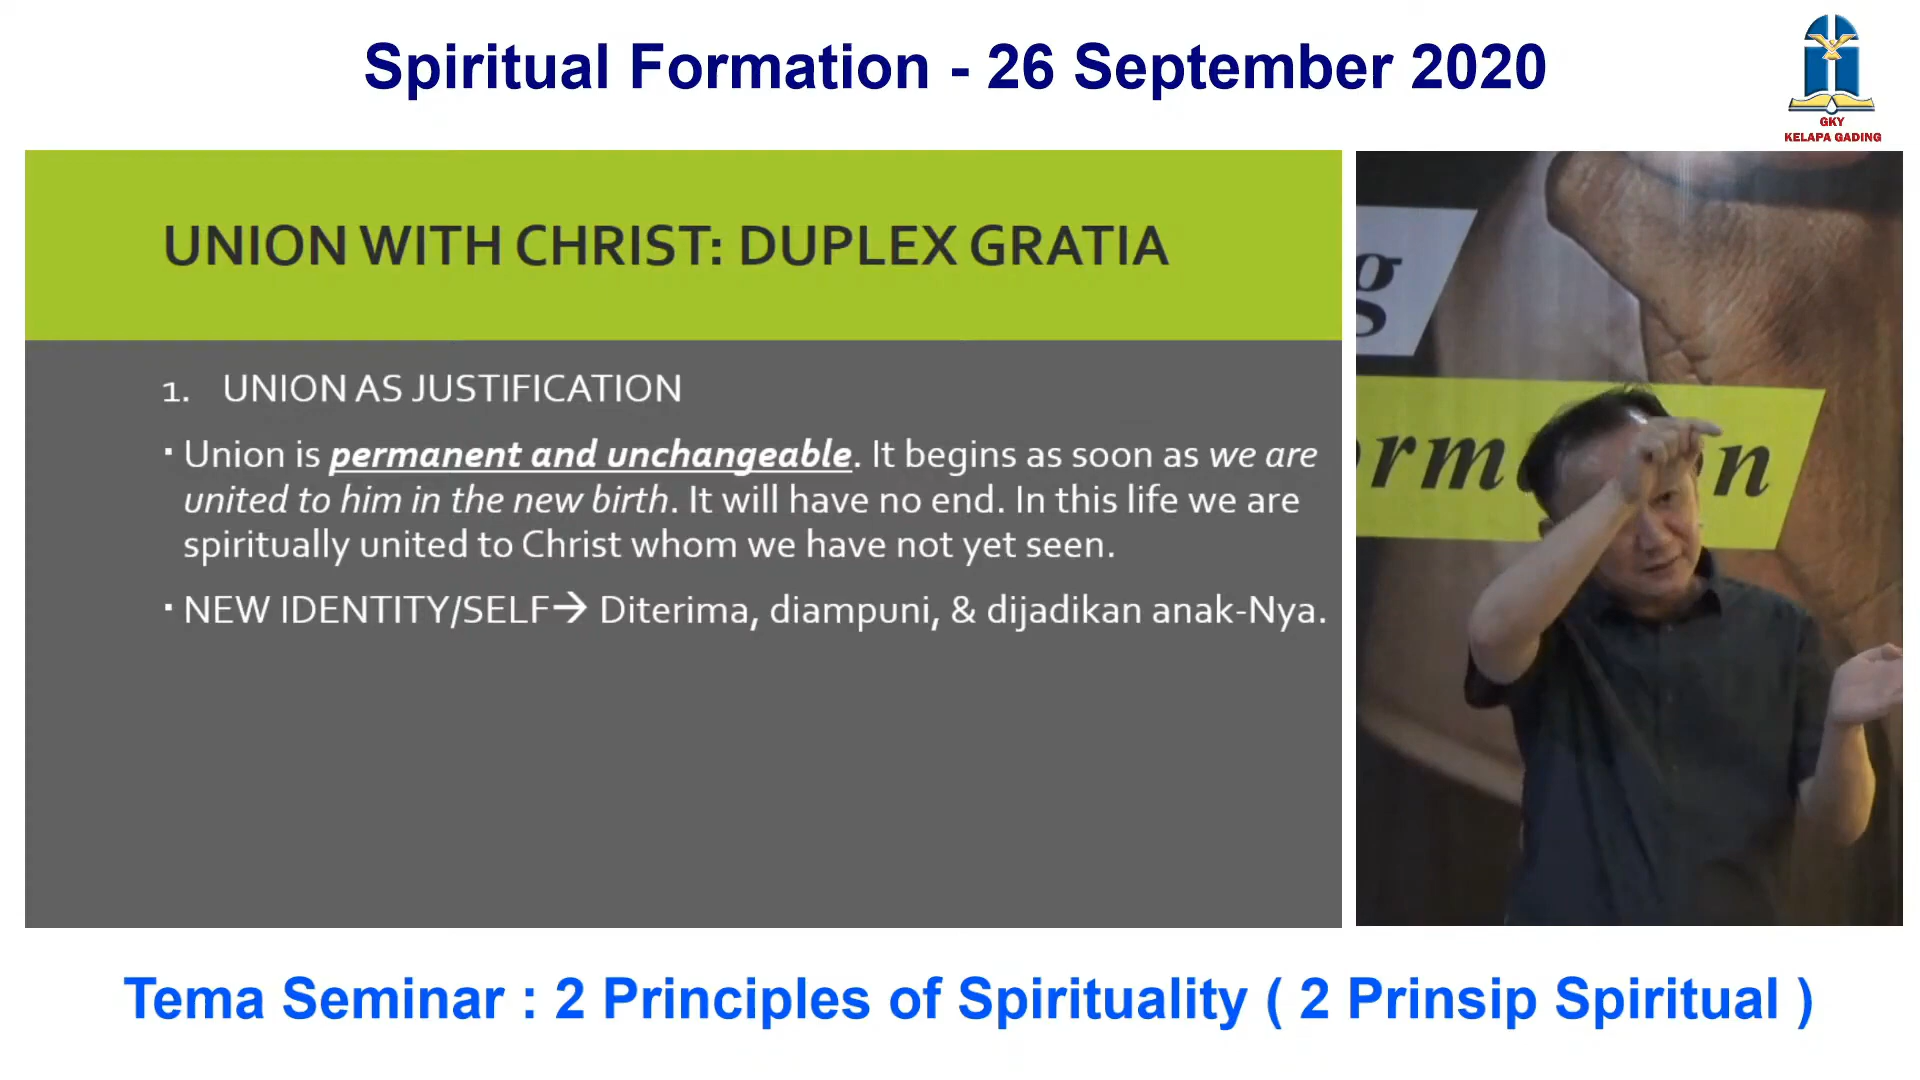 Spiritual Formation - 26 September 2020
GKY
KELAPA GADING
UNION WITH CHRIST: DUPLEX GRATIA
1. UNION AS JUSTIFICATION
▪ Union is permanent and unchangeable. It begins as soon as we are
united to him in the new birth. It will have no end. In this life we are
spiritually united to Christ whom we have not yet seen.
▪ NEW IDENTITY/SELF→ Diterima, diampuni, & dijadikan anak-Nya.
Tema Seminar : 2 Principles of Spirituality ( 2 Prinsip Spiritual )